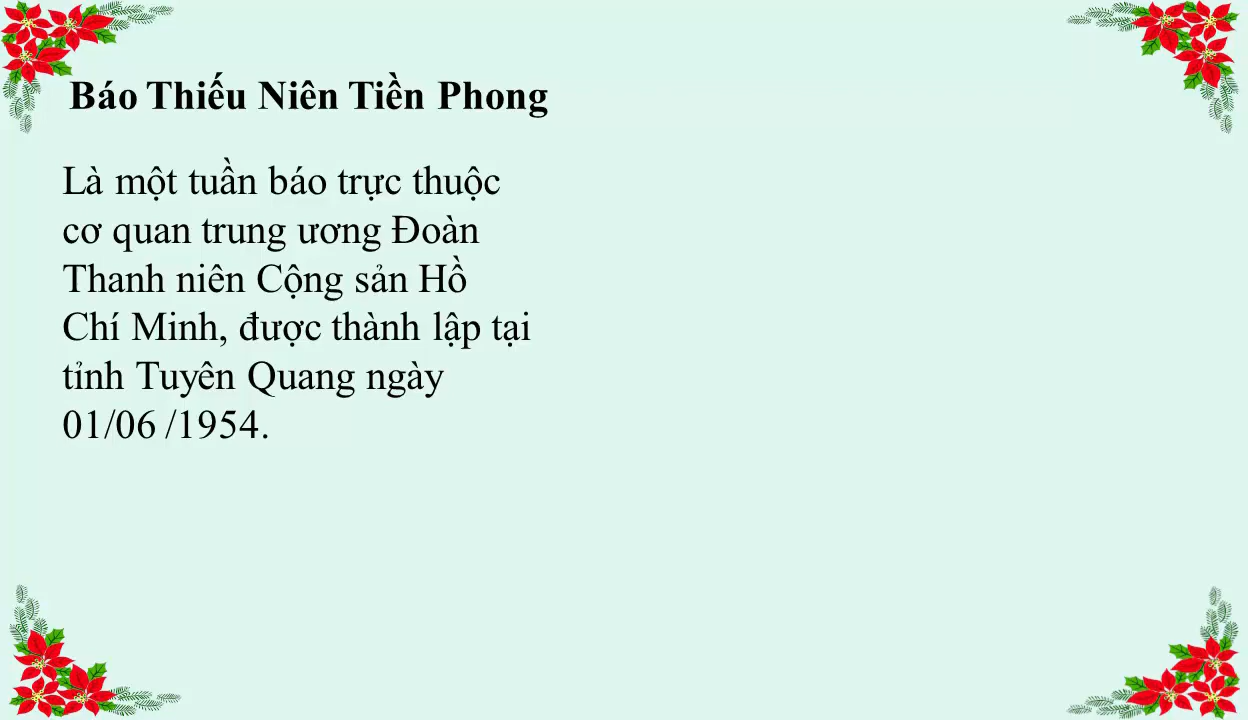 Báo Thiếu Niên Tiền Phong
Là một tuần báo trực thuộc
cơ quan trung ương Đoàn
Thanh niên Cộng sản Hồ
Chí Minh, được thành lập tại
tỉnh Tuyên Quang ngày
01/06 /1954.